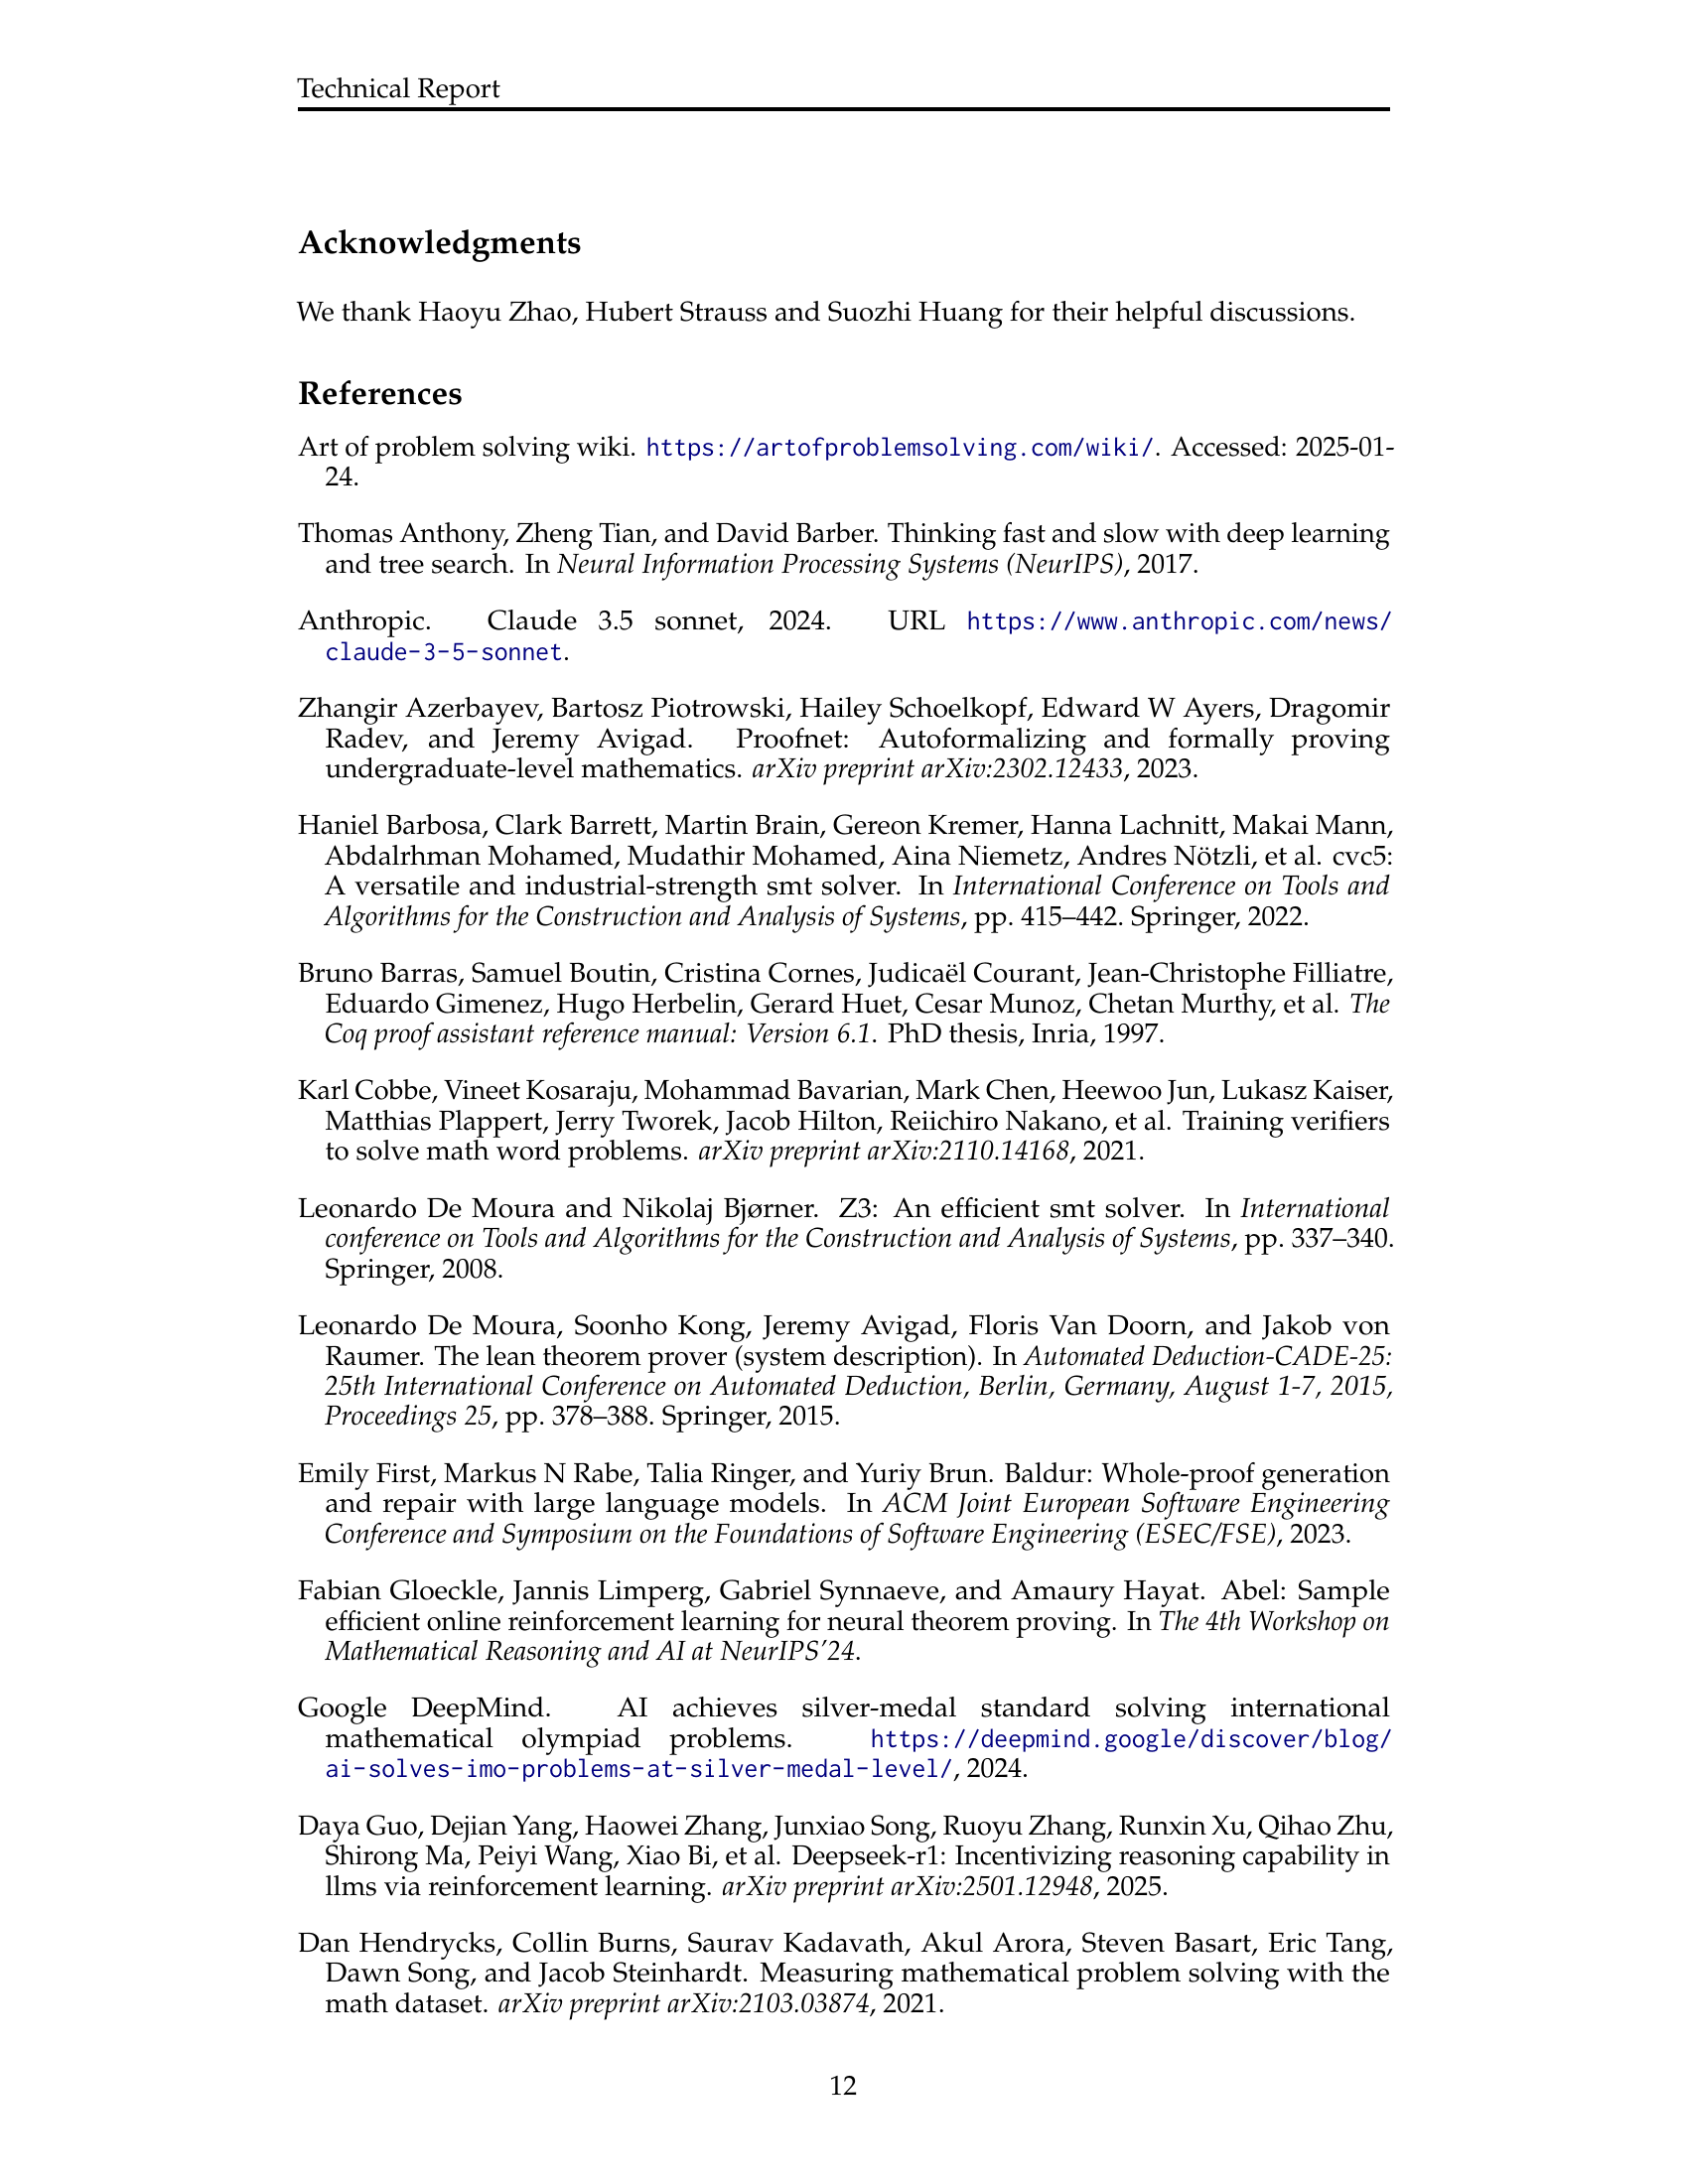 Technical Report
Acknowledgments
We thank Haoyu Zhao, Hubert Strauss and Suozhi Huang for their helpful discussions.
References
Art of problem solving wiki. https://artofproblemsolving.com/wiki/. Accessed: 2025-01-
24.
Thomas Anthony, Zheng Tian, and David Barber. Thinking fast and slow with deep learning
and tree search. In Neural Information Processing Systems (NeurIPS), 2017.
Anthropic. Claude 3.5 sonnet, 2024. URL https://www.anthropic.com/news/
claude-3-5-sonnet.
Zhangir Azerbayev, Bartosz Piotrowski, Hailey Schoelkopf, Edward W Ayers, Dragomir
Radev, and Jeremy Avigad. Proofnet: Autoformalizing and formally proving
undergraduate-level mathematics. arXiv preprint arXiv:2302.12433, 2023.
Haniel Barbosa, Clark Barrett, Martin Brain, Gereon Kremer, Hanna Lachnitt, Makai Mann,
Abdalrhman Mohamed, Mudathir Mohamed, Aina Niemetz, Andres Nötzli, et al. cvc5:
A versatile and industrial-strength smt solver. In International Conference on Tools and
Algorithms for the Construction and Analysis of Systems, pp. 415–442. Springer, 2022.
Bruno Barras, Samuel Boutin, Cristina Cornes, Judicaël Courant, Jean-Christophe Filliatre,
Eduardo Gimenez, Hugo Herbelin, Gerard Huet, Cesar Munoz, Chetan Murthy, et al. The
Coq proof assistant reference manual: Version 6.1. PhD thesis, Inria, 1997.
Karl Cobbe, Vineet Kosaraju, Mohammad Bavarian, Mark Chen, Heewoo Jun, Lukasz Kaiser,
Matthias Plappert, Jerry Tworek, Jacob Hilton, Reiichiro Nakano, et al. Training verifiers
to solve math word problems. arXiv preprint arXiv:2110.14168, 2021.
Leonardo De Moura and Nikolaj Bjørner. Z3: An efficient smt solver. In International
conference on Tools and Algorithms for the Construction and Analysis of Systems, pp. 337–340.
Springer, 2008.
Leonardo De Moura, Soonho Kong, Jeremy Avigad, Floris Van Doorn, and Jakob von
Raumer. The lean theorem prover (system description). In Automated Deduction-CADE-25:
25th International Conference on Automated Deduction, Berlin, Germany, August 1-7, 2015,
Proceedings 25, pp. 378–388. Springer, 2015.
Emily First, Markus N Rabe, Talia Ringer, and Yuriy Brun. Baldur: Whole-proof generation
and repair with large language models. In ACM Joint European Software Engineering
Conference and Symposium on the Foundations of Software Engineering (ESEC/FSE), 2023.
Fabian Gloeckle, Jannis Limperg, Gabriel Synnaeve, and Amaury Hayat. Abel: Sample
efficient online reinforcement learning for neural theorem proving. In The 4th Workshop on
Mathematical Reasoning and AI at NeurIPS'24.
Google DeepMind. AI achieves silver-medal standard solving international
mathematical olympiad problems. https://deepmind.google/discover/blog/
ai-solves-imo-problems-at-silver-medal-level/, 2024.
Daya Guo, Dejian Yang, Haowei Zhang, Junxiao Song, Ruoyu Zhang, Runxin Xu, Qihao Zhu,
Shirong Ma, Peiyi Wang, Xiao Bi, et al. Deepseek-r1: Incentivizing reasoning capability in
llms via reinforcement learning. arXiv preprint arXiv:2501.12948, 2025.
Dan Hendrycks, Collin Burns, Saurav Kadavath, Akul Arora, Steven Basart, Eric Tang,
Dawn Song, and Jacob Steinhardt. Measuring mathematical problem solving with the
math dataset. arXiv preprint arXiv:2103.03874, 2021.
12